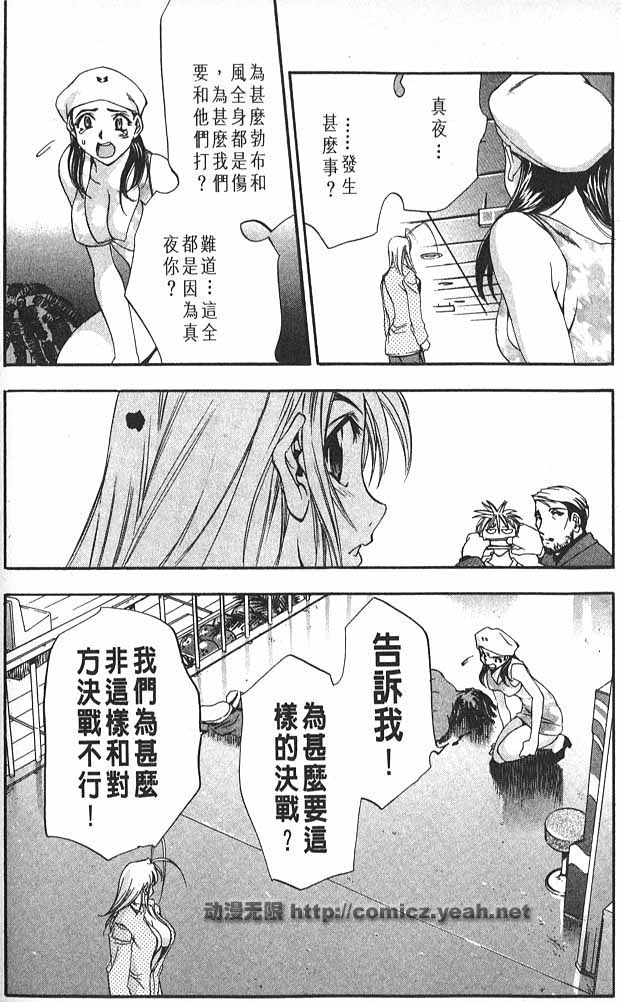 真夜…
……發生
甚麼事？
為甚麼勃布和
風全身都是傷
，為甚麼我們
要和他們打？
難道…這全
都是因為真
夜你？
告訴我！
為甚麼要這
樣的決戰？
我們為甚麼
非這樣和對
方決戰不行！
动漫无限 http://comicz.yeah.net